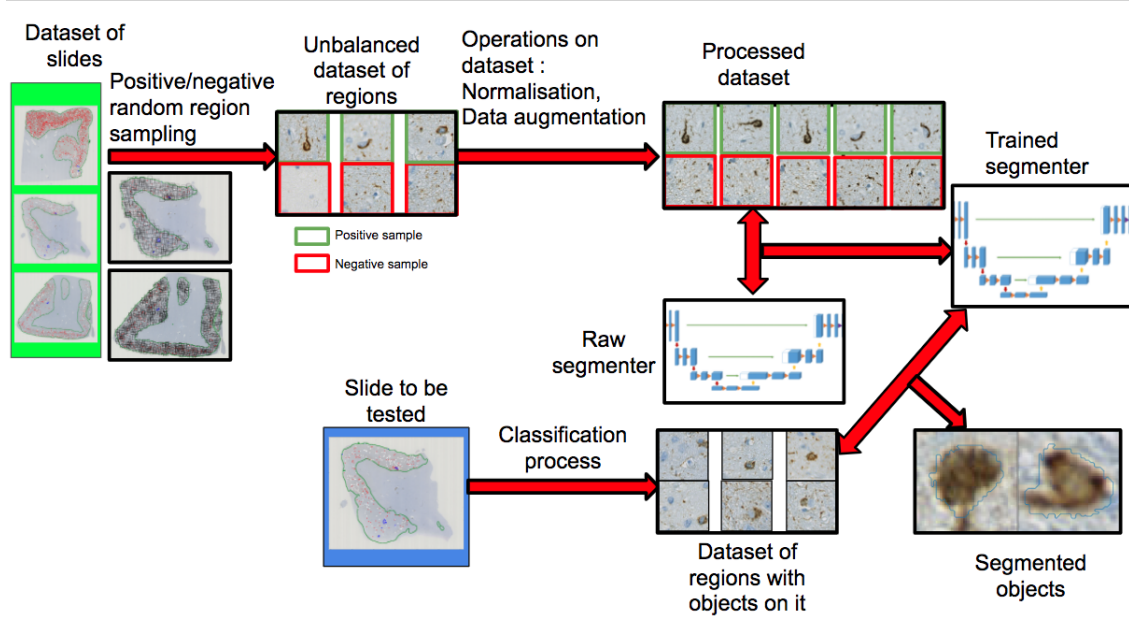 Dataset of
slides
Positive/negative
random region
sampling
Unbalanced
dataset of
regions
Operations on
dataset :
Normalisation,
Data augmentation
Processed
dataset
Trained
segmenter
Positive sample
Negative sample
Raw
segmenter
Slide to be
tested
Classification
process
Dataset of
regions with
objects on it
Segmented
objects